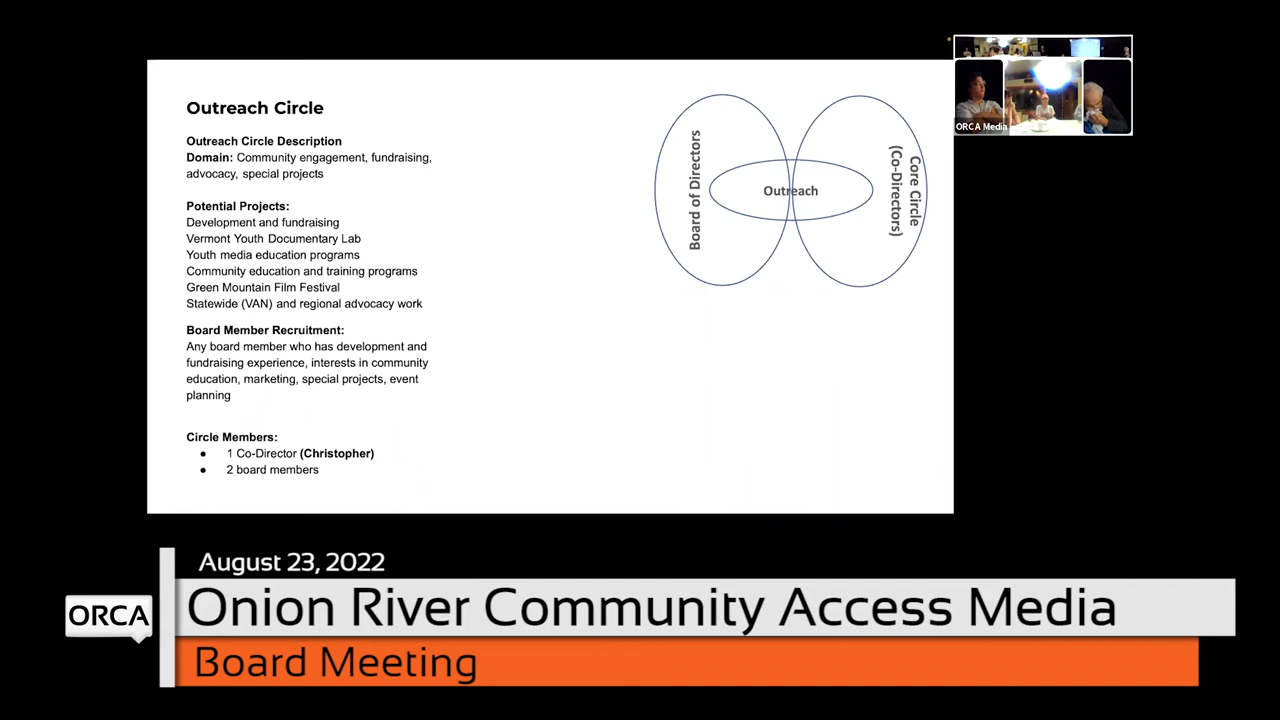 Outreach Circle
Outreach Circle Description
Domain: Community engagement, fundraising,
advocacy, special projects
Potential Projects:
Development and fundraising
Vermont Youth Documentary Lab
Youth media education programs
Community education and training programs
Green Mountain Film Festival
Statewide (VAN) and regional advocacy work
Board Member Recruitment:
Any board member who has development and
fundraising experience, interests in community
education, marketing, special projects, event
planning
Circle Members:
● 1 Co-Director (Christopher)
● 2 board members
Board of Directors
Outreach
Core Circle
(Co-Directors)
ORCA Media
August 23, 2022
ORCA
Onion River Community Access Media
Board Meeting